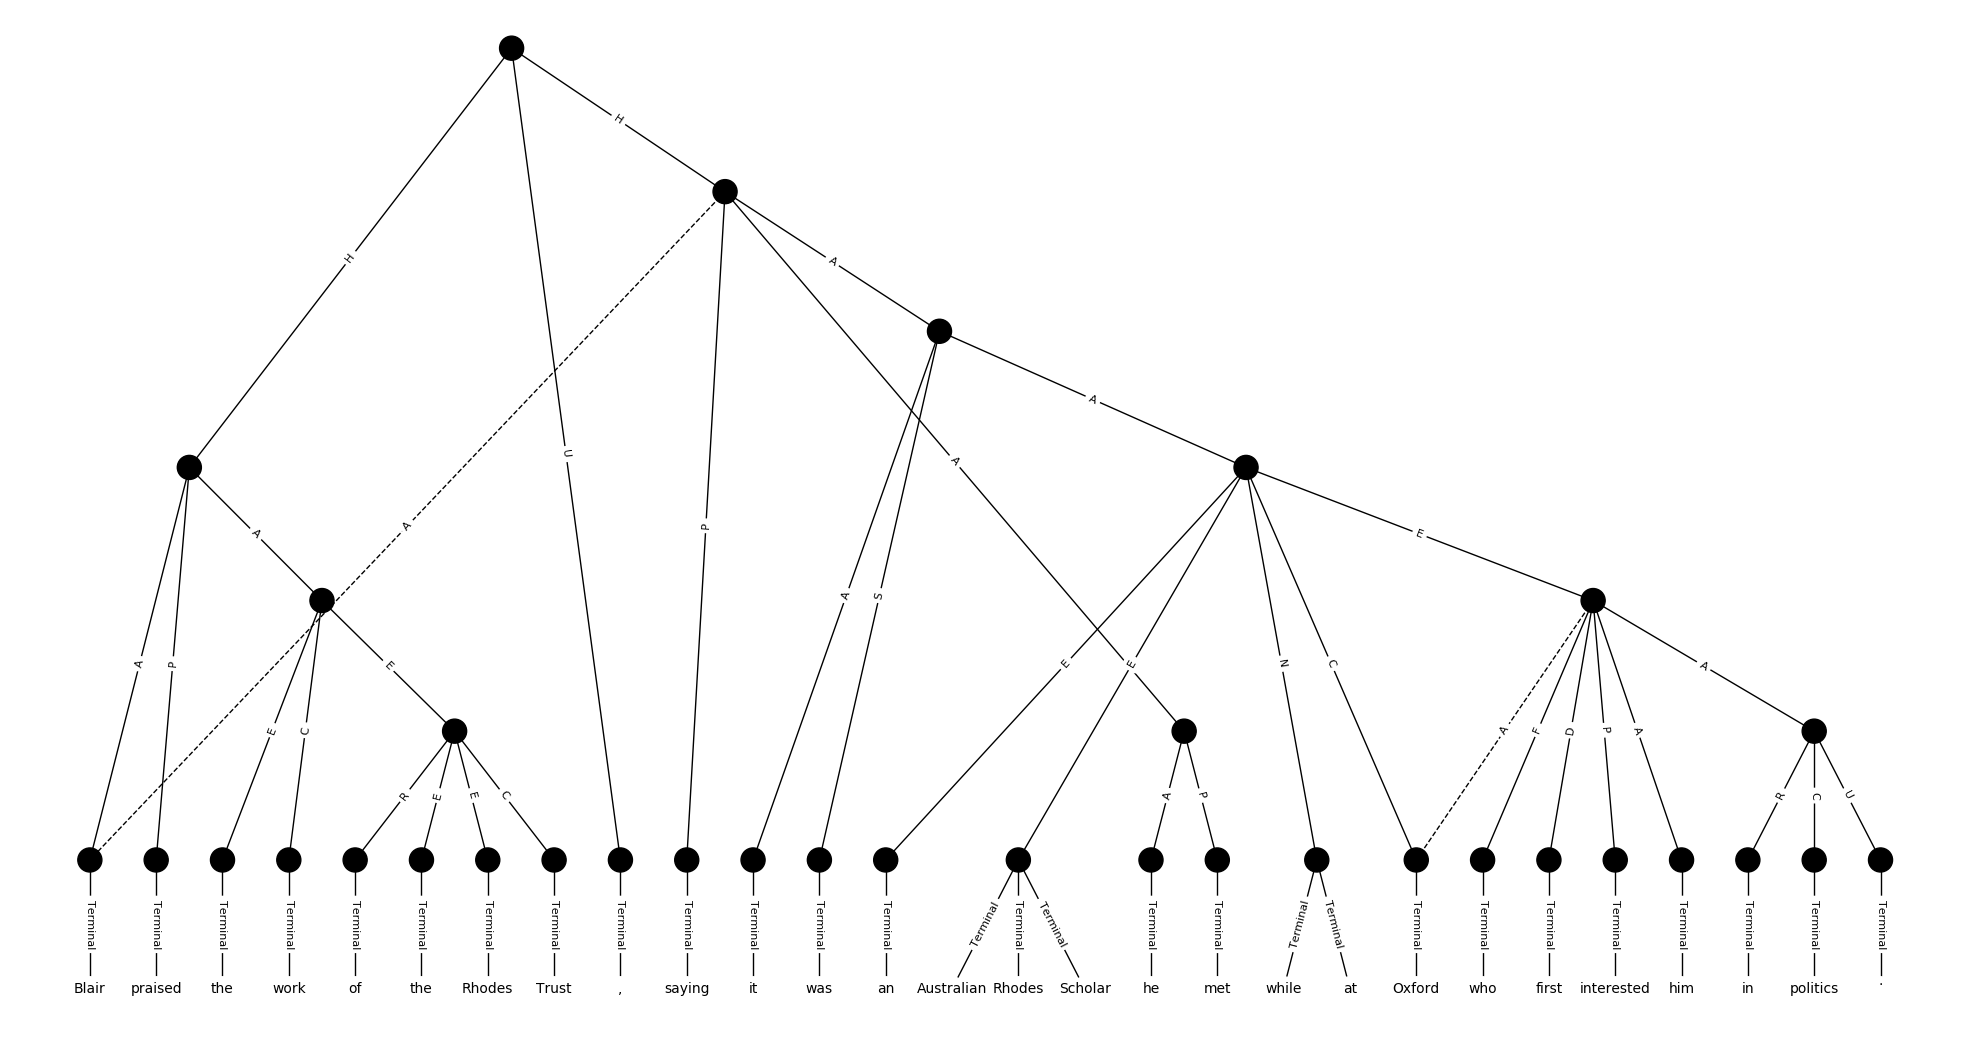 H
H
A
A
U
A
P
A
A
E
A
A
A
S
A
P
E
E
E
N
C
A
E
C
R
E
E
C
A
P
A
F
D
P
A
R
C
U
Terminal Terminal Terminal Terminal Terminal Terminal Terminal Terminal Terminal Terminal Terminal Terminal Terminal Terminal Terminal Terminal Terminal Terminal Terminal Terminal Terminal Terminal Terminal Terminal Terminal Terminal Terminal Terminal
Blair praised the work of the Rhodes Trust , saying it was an Australian Rhodes Scholar he met while at Oxford who first interested him in politics .